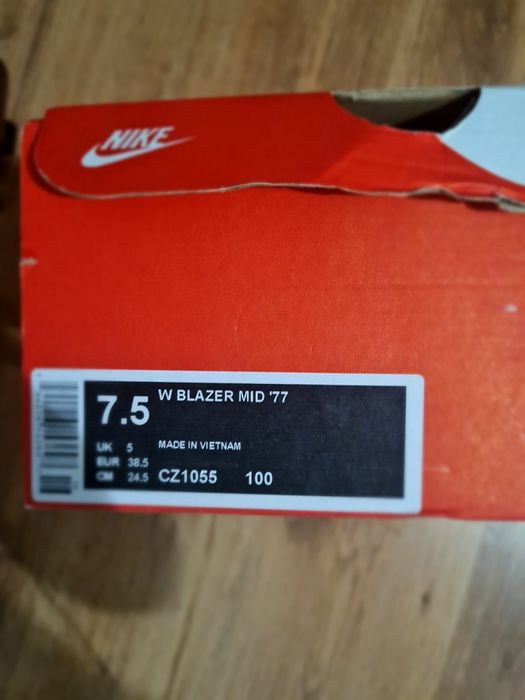 NIKE
7.5
W BLAZER MID '77
UK 5
MADE IN VIETNAM
EUR 38.5
CM 24.5
CZ1055 100